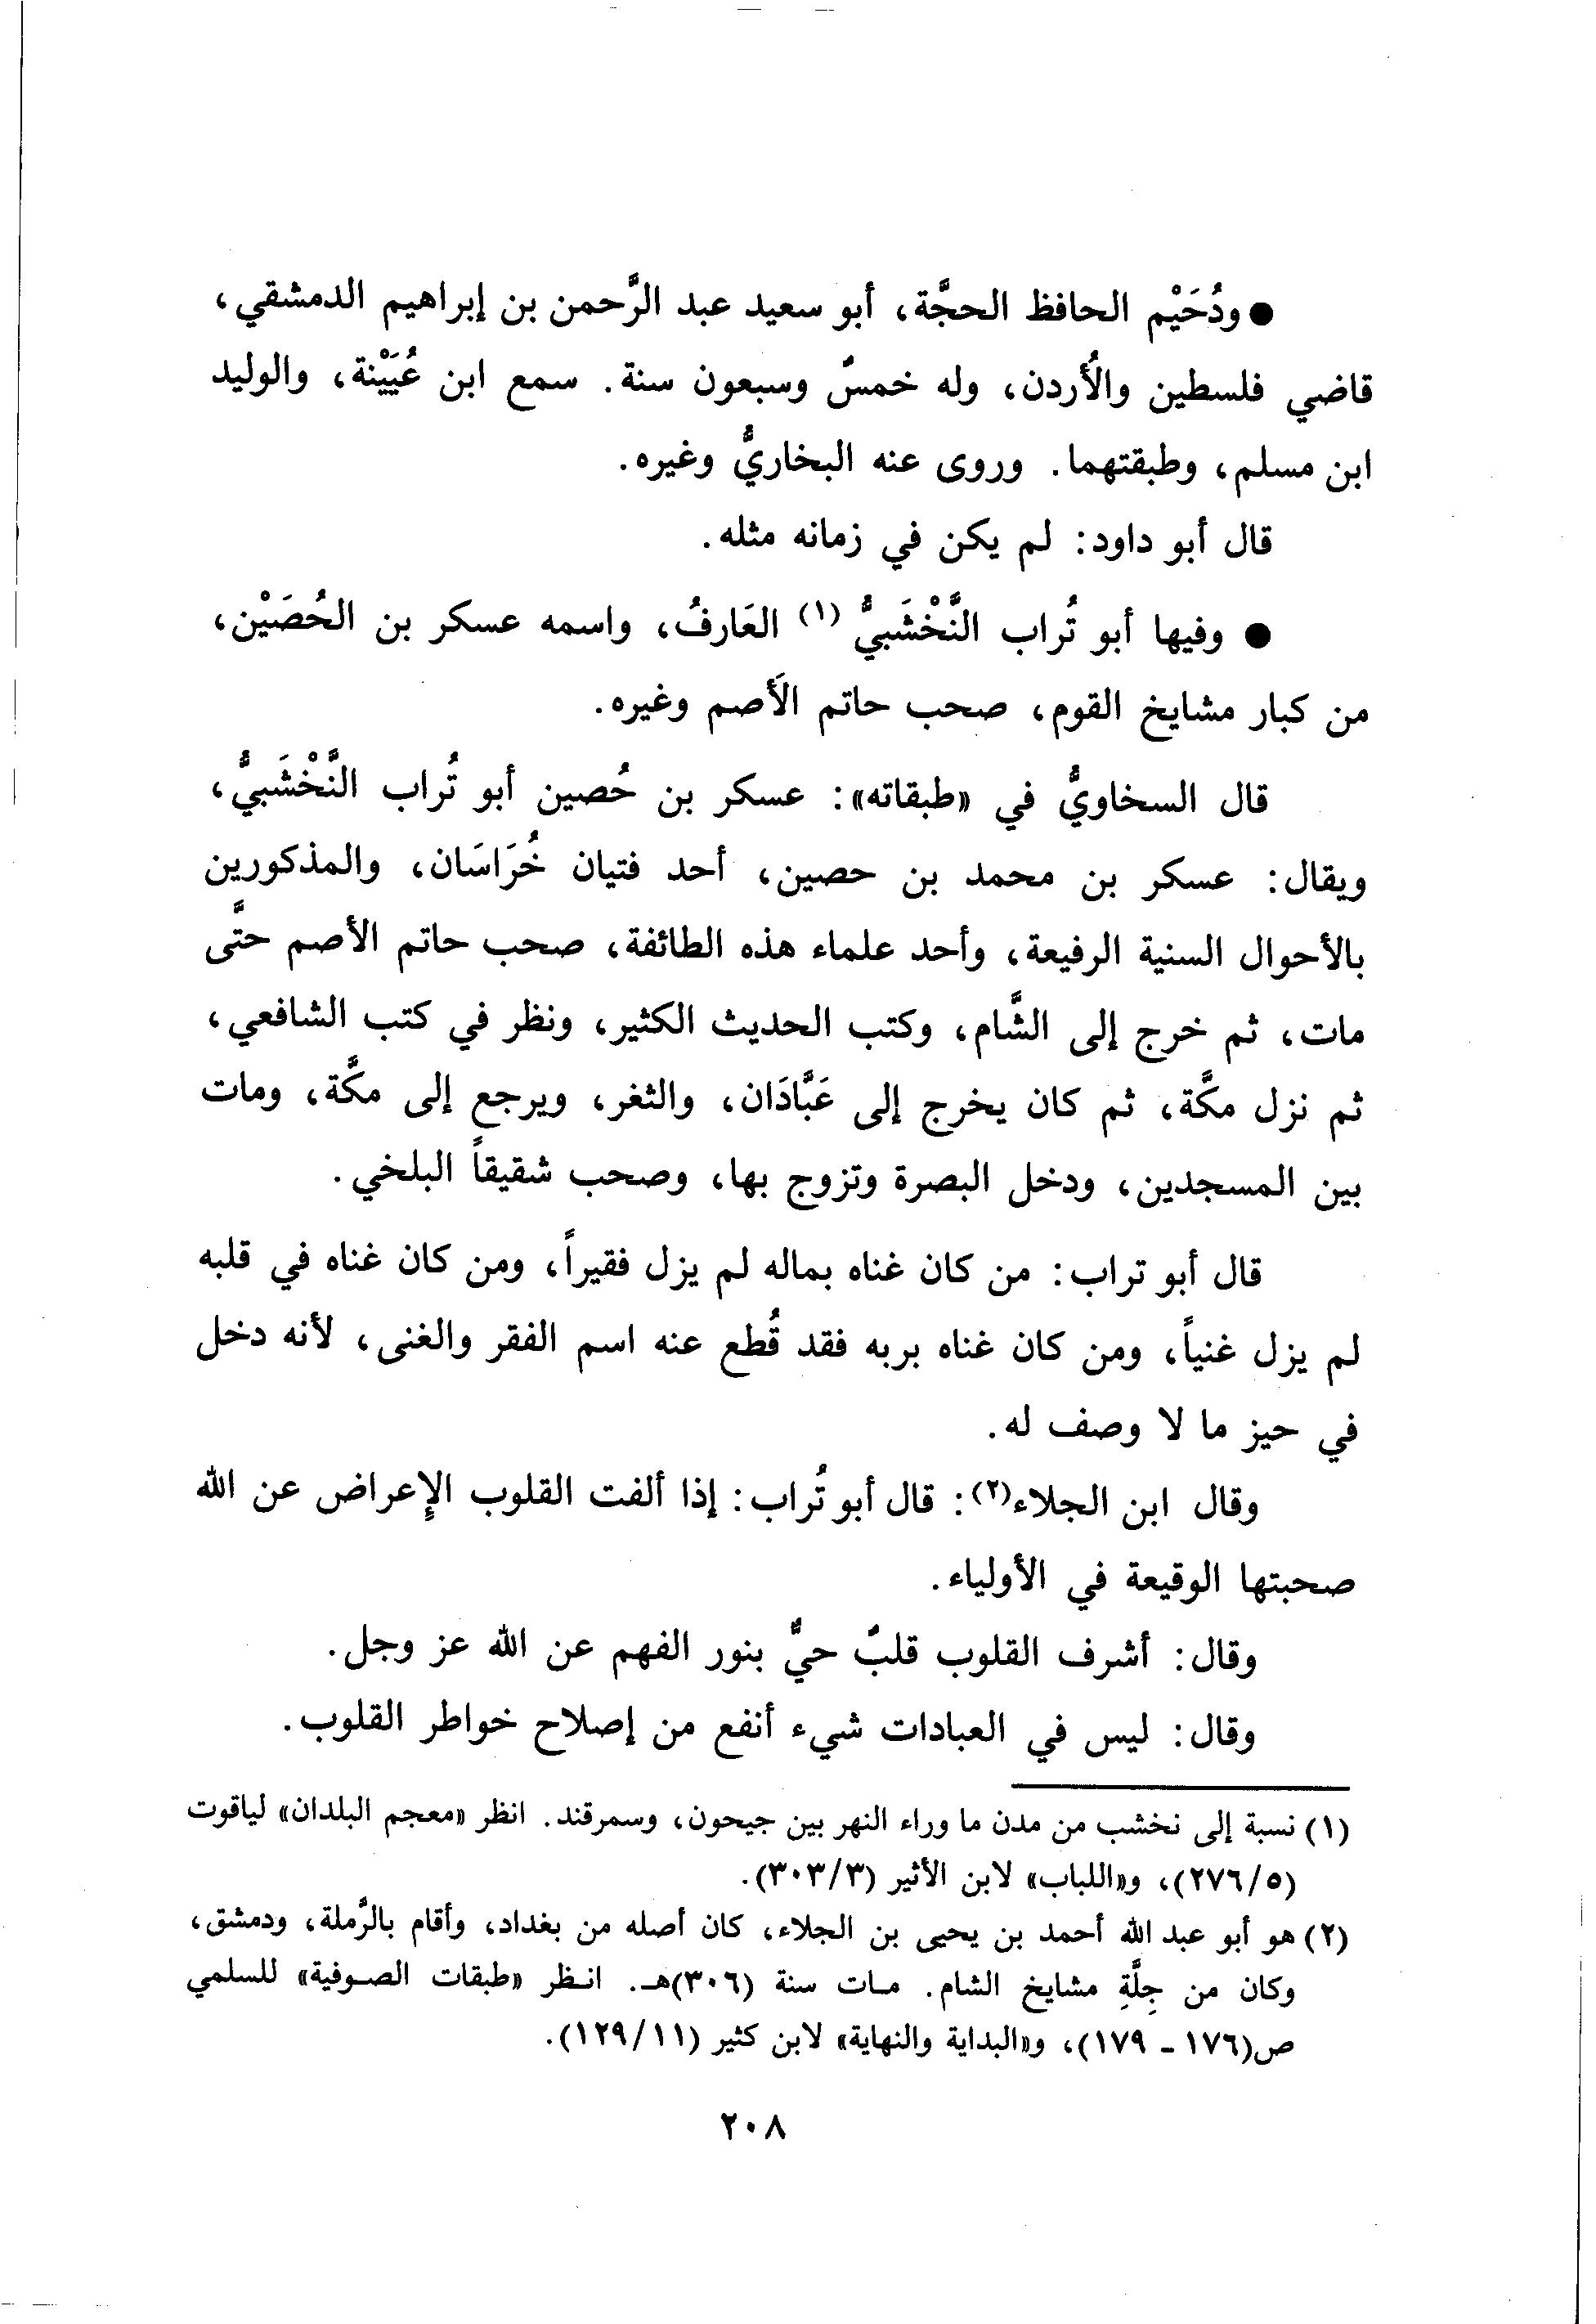 ● ودُحَيْم الحافظ الحجَّة، أبو سعيد عبد الرَّحمن بن إبراهيم الدمشقي،
قاضي فلسطين والأُردن، وله خمسٌ وسبعون سنة. سمع ابن عُيَيْنة، والوليد
ابن مسلم، وطبقتهما. وروى عنه البخاريُّ وغيره.
قال أبو داود: لم يكن في زمانه مثله.
● وفيها أبو تُراب النَّخْشَبيُّ (١) العَارفُ، واسمه عسكر بن الحُصَيْن،
من كبار مشايخ القوم، صحب حاتم الأَصم وغيره.
قال السخاويُّ في «طبقاته»: عسكر بن حُصين أبو تُراب النَّخْشَبيُّ،
ويقال: عسكر بن محمد بن حصين، أحد فتيان خُرَاسَان، والمذكورين
بالأحوال السنية الرفيعة، وأحد علماء هذه الطائفة، صحب حاتم الأصم حتَّى
مات، ثم خرج إلى الشَّام، وكتب الحديث الكثير، ونظر في كتب الشافعي،
ثم نزل مكَّة، ثم كان يخرج إلى عَبَّادَان، والثغر، ويرجع إلى مكَّة، ومات
بين المسجدين، ودخل البصرة وتزوج بها، وصحب شقيقاً البلخي.
قال أبو تراب: من كان غناه بماله لم يزل فقيراً، ومن كان غناه في قلبه
لم يزل غنياً، ومن كان غناه بربه فقد قُطع عنه اسم الفقر والغنى، لأنه دخل
في حيز ما لا وصف له.
وقال ابن الجلاء(٢): قال أبو تُراب: إذا ألفت القلوب الإِعراض عن الله
صحبتها الوقيعة في الأولياء.
وقال: أشرف القلوب قلبٌ حيٌّ بنور الفهم عن الله عز وجل.
وقال: ليس في العبادات شيء أنفع من إصلاح خواطر القلوب.
(١) نسبة إلى نخشب من مدن ما وراء النهر بين جيحون، وسمرقند. انظر «معجم البلدان» لياقوت
(٢٧٦/٥)، و«اللباب» لابن الأثير (٣٠٣/٣).
(٢) هو أبو عبد الله أحمد بن يحيى بن الجلاء، كان أصله من بغداد، وأقام بالرَّملة، ودمشق،
وكان من جِلَّةِ مشايخ الشام. مـات سنة (٣٠٦)هـ. انـظر «طبقات الصـوفية» للسلمي
ص(١٧٦ - ١٧٩)، و«البداية والنهاية» لابن كثير (١٢٩/١١).
٢٠٨